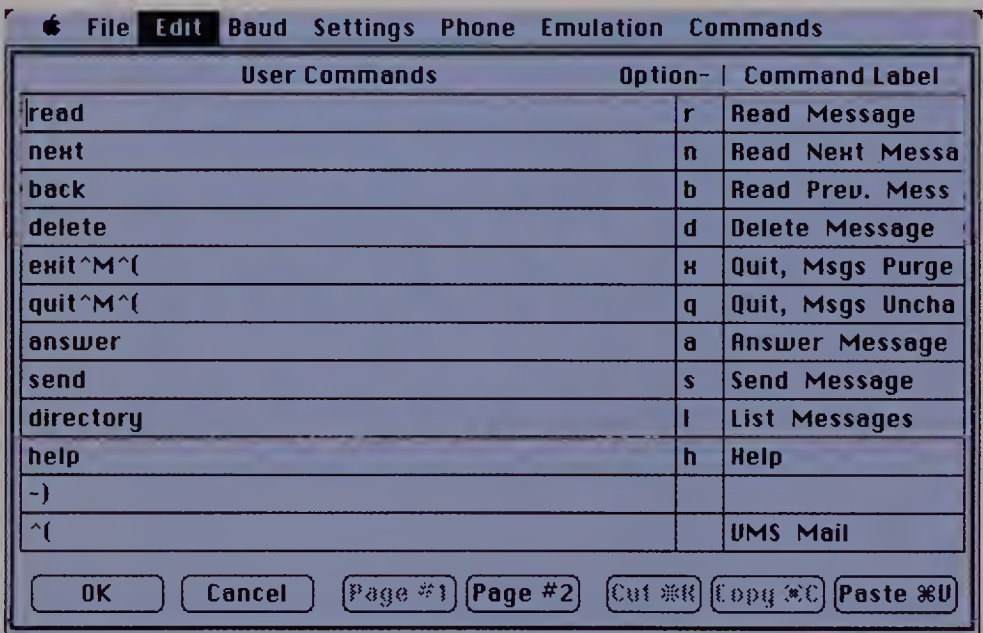 File Edit Baud Settings Phone Emulation Commands
User Commands Option- | Command Label
read r Read Message
next n Read Next Messa
back b Read Prev. Mess
delete d Delete Message
exit^M^( x Quit, Msgs Purge
quit^M^( q Quit, Msgs Uncha
answer a Answer Message
send s Send Message
directory l List Messages
help h Help
-)
^( VMS Mail
OK Cancel Page #1 Page #2 Cut ⌘X Copy ⌘C Paste ⌘V